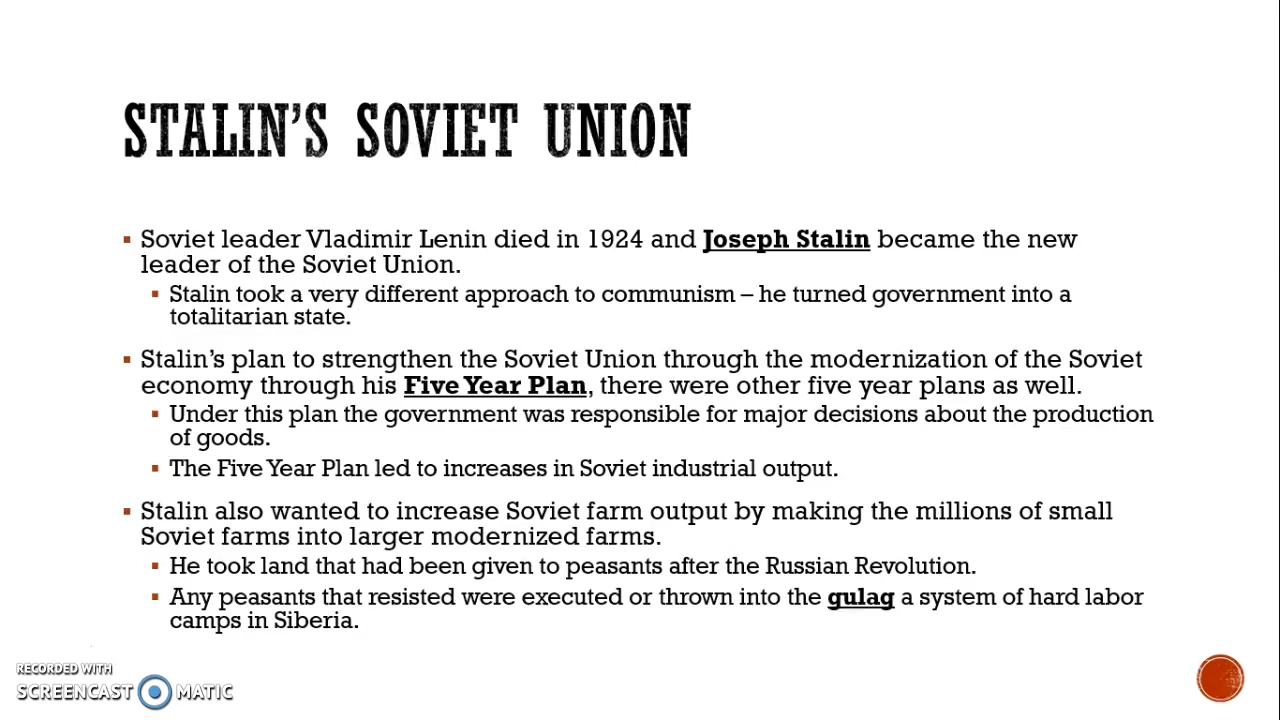 STALIN'S SOVIET UNION
▪ Soviet leader Vladimir Lenin died in 1924 and Joseph Stalin became the new
leader of the Soviet Union.
▪ Stalin took a very different approach to communism – he turned government into a
totalitarian state.
▪ Stalin's plan to strengthen the Soviet Union through the modernization of the Soviet
economy through his Five Year Plan, there were other five year plans as well.
▪ Under this plan the government was responsible for major decisions about the production
of goods.
▪ The Five Year Plan led to increases in Soviet industrial output.
▪ Stalin also wanted to increase Soviet farm output by making the millions of small
Soviet farms into larger modernized farms.
▪ He took land that had been given to peasants after the Russian Revolution.
▪ Any peasants that resisted were executed or thrown into the gulag a system of hard labor
camps in Siberia.
RECORDED WITH
SCREENCAST MATIC